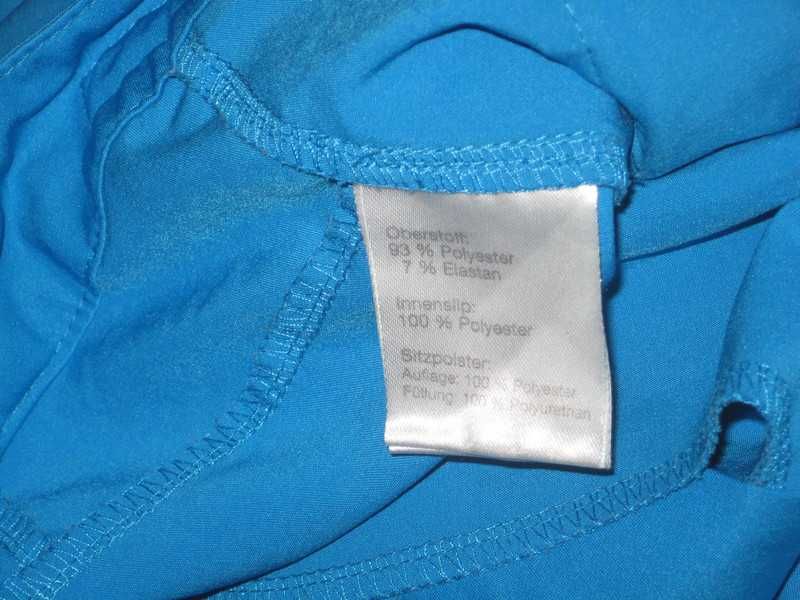 Oberstoff:
93 % Polyester
7 % Elastan
Innenslip:
100 % Polyester
Sitzpolster:
Auflage: 100 % Polyester
Füllung: 100 % Polyurethan